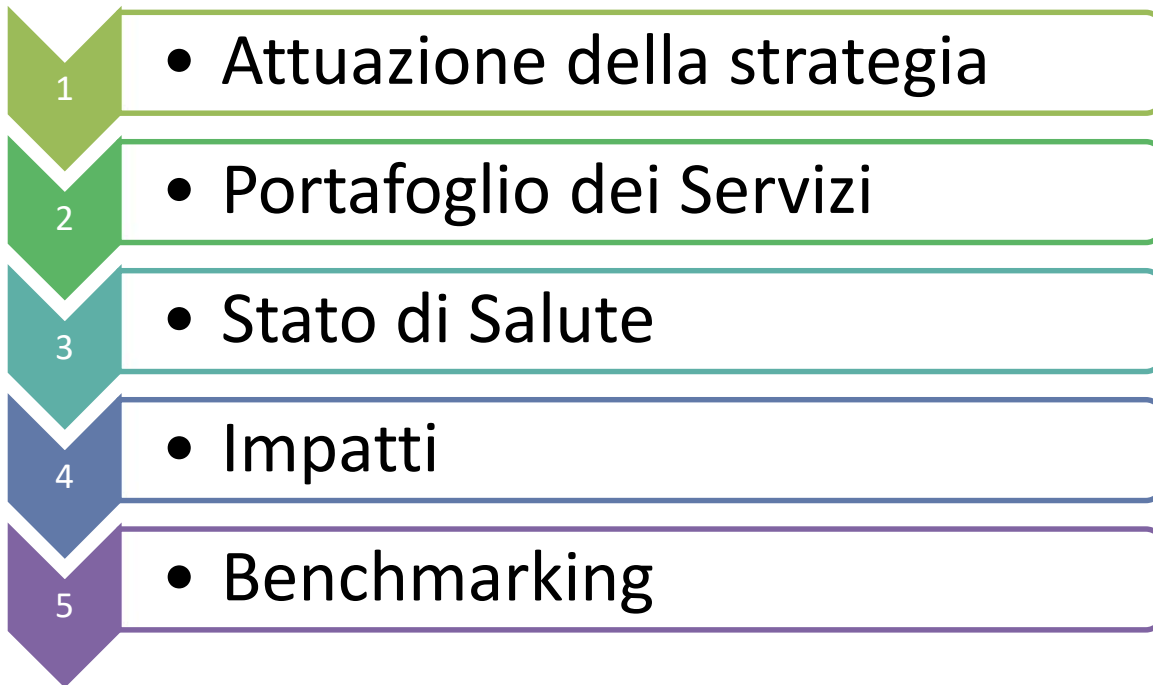 1 • Attuazione della strategia
2 • Portafoglio dei Servizi
3 • Stato di Salute
4 • Impatti
5 • Benchmarking